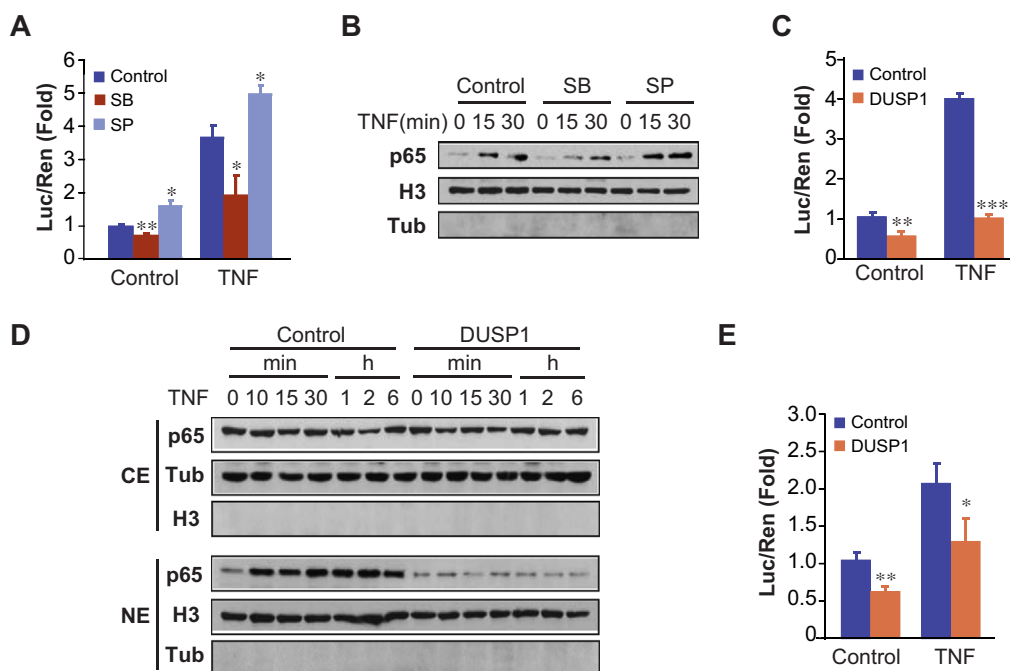 A
Luc/Ren (Fold)
6
5
4
3
2
1
0
Control
SB
SP
**
*
*
*
Control TNF
B
Control SB SP
TNF(min) 0 15 30 0 15 30 0 15 30
p65
H3
Tub
C
Luc/Ren (Fold)
5
4
3
2
1
0
Control
DUSP1
**
***
Control TNF
D
Control DUSP1
min h min h
TNF 0 10 15 30 1 2 6 0 10 15 30 1 2 6
CE
p65
Tub
H3
NE
p65
H3
Tub
E
Luc/Ren (Fold)
3.0
2.5
2.0
1.5
1.0
0.5
0
Control
DUSP1
**
*
Control TNF